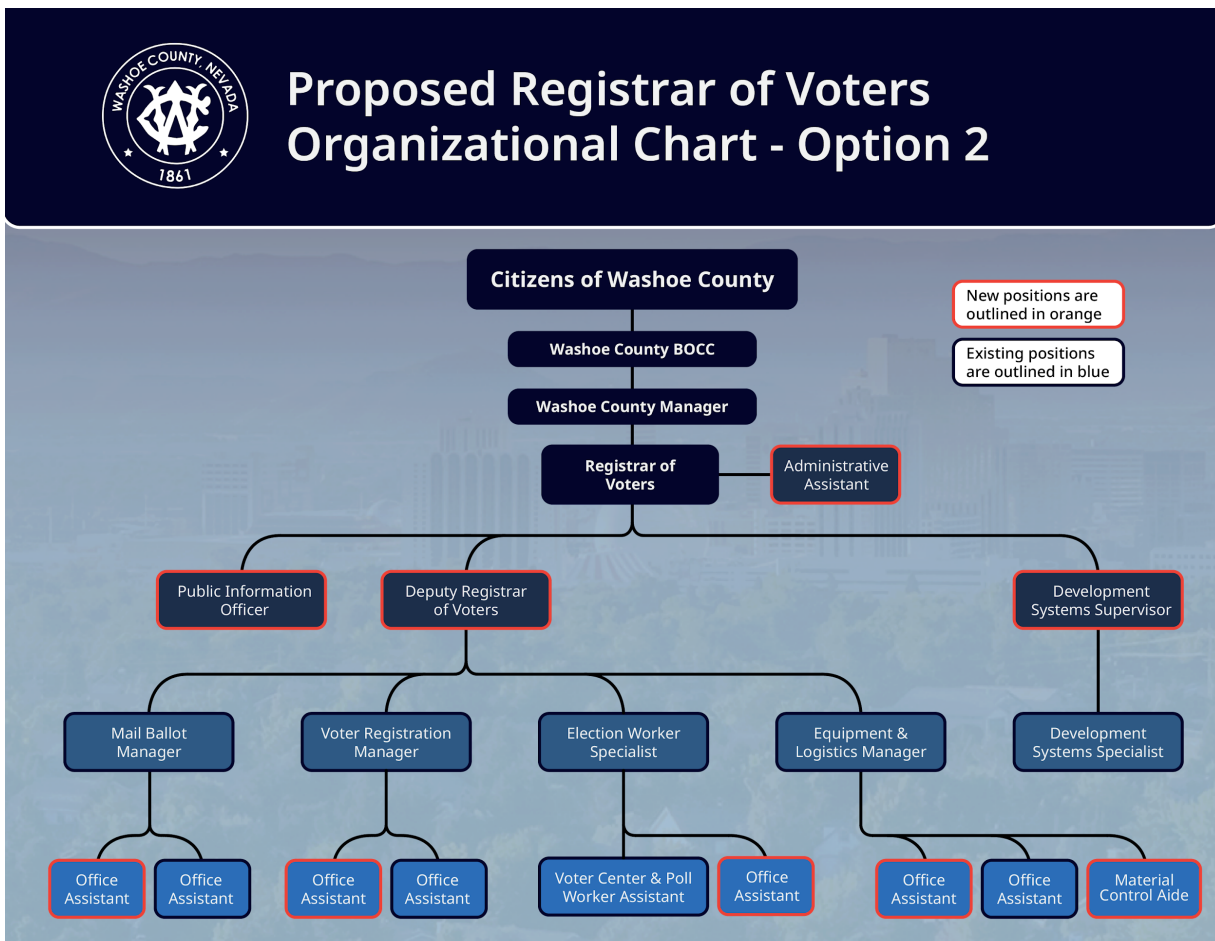 WASHOE COUNTY, NEVADA
1861
Proposed Registrar of Voters
Organizational Chart - Option 2
Citizens of Washoe County
New positions are
outlined in orange
Washoe County BOCC
Existing positions
are outlined in blue
Washoe County Manager
Registrar of
Voters
Administrative
Assistant
Public Information
Officer
Deputy Registrar
of Voters
Development
Systems Supervisor
Mail Ballot
Manager
Voter Registration
Manager
Election Worker
Specialist
Equipment &
Logistics Manager
Development
Systems Specialist
Office
Assistant
Office
Assistant
Office
Assistant
Office
Assistant
Voter Center & Poll
Worker Assistant
Office
Assistant
Office
Assistant
Office
Assistant
Material
Control Aide